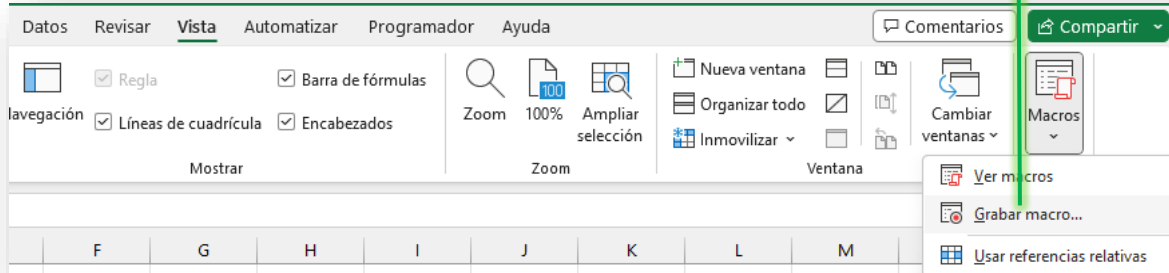 Datos Revisar Vista Automatizar Programador Ayuda Comentarios Compartir
Regla Barra de fórmulas Nueva ventana
100
avegación Líneas de cuadrícula Encabezados Zoom 100% Ampliar selección Organizar todo Cambiar ventanas Macros
Inmovilizar
Mostrar Zoom Ventana
Ver macros
Grabar macro...
F G H I J K L M
Usar referencias relativas